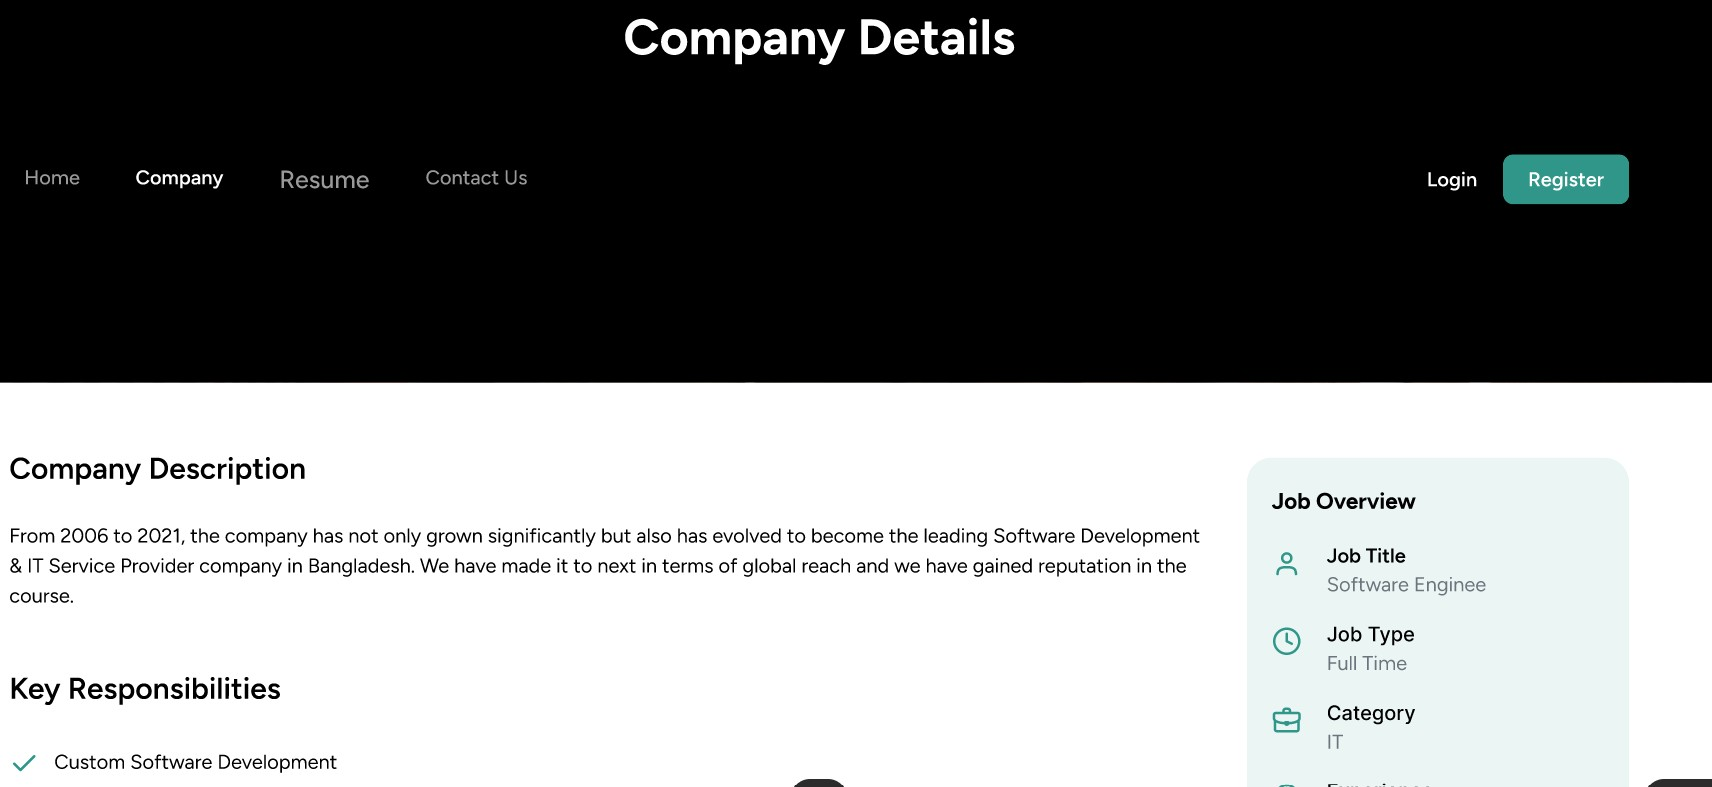 Company Details
Home Company Resume Contact Us Login Register
Company Description
From 2006 to 2021, the company has not only grown significantly but also has evolved to become the leading Software Development
& IT Service Provider company in Bangladesh. We have made it to next in terms of global reach and we have gained reputation in the
course.
Key Responsibilities
Custom Software Development
Job Overview
Job Title
Software Enginee
Job Type
Full Time
Category
IT